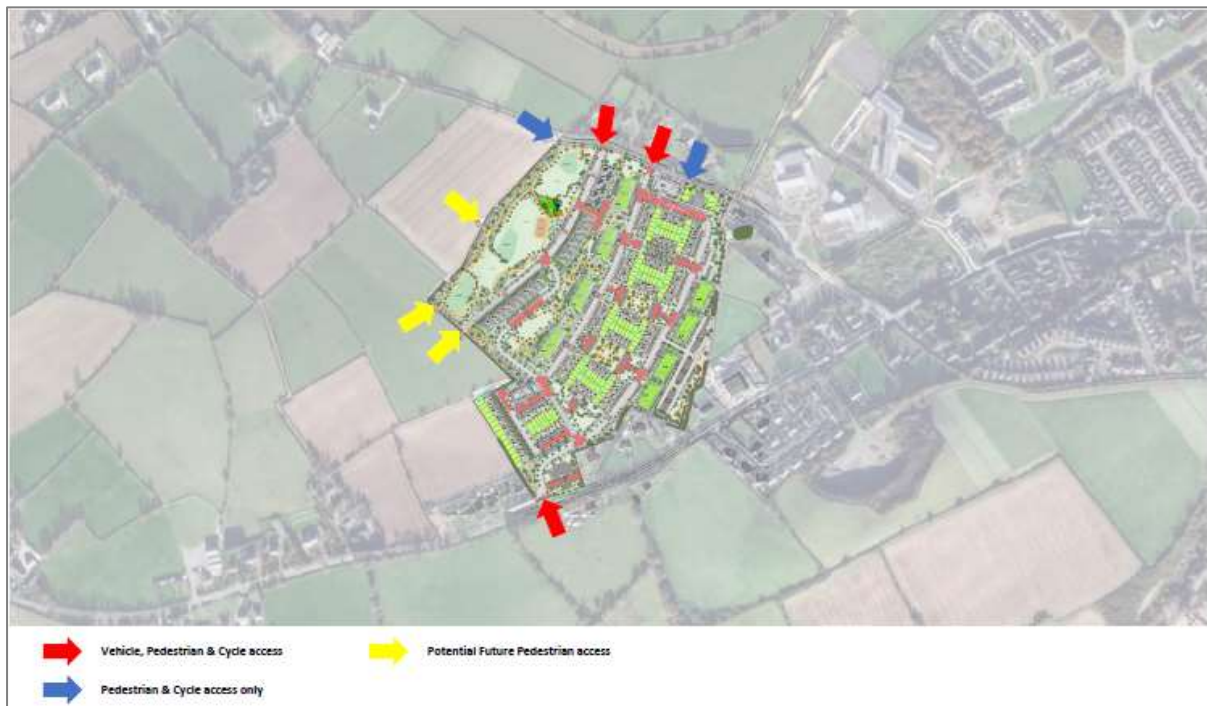 Vehicle, Pedestrian & Cycle access
Potential Future Pedestrian access
Pedestrian & Cycle access only